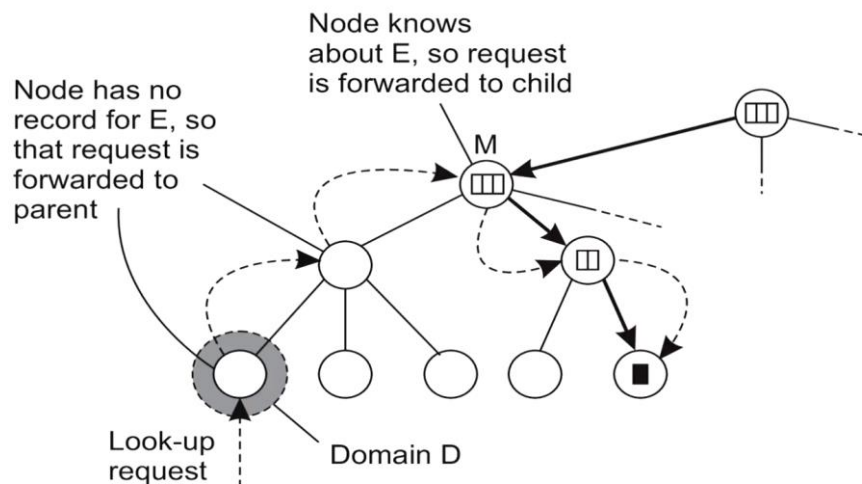 Node knows
about E, so request
is forwarded to child
Node has no
record for E, so
that request is
forwarded to
parent
M
Look-up
request
Domain D